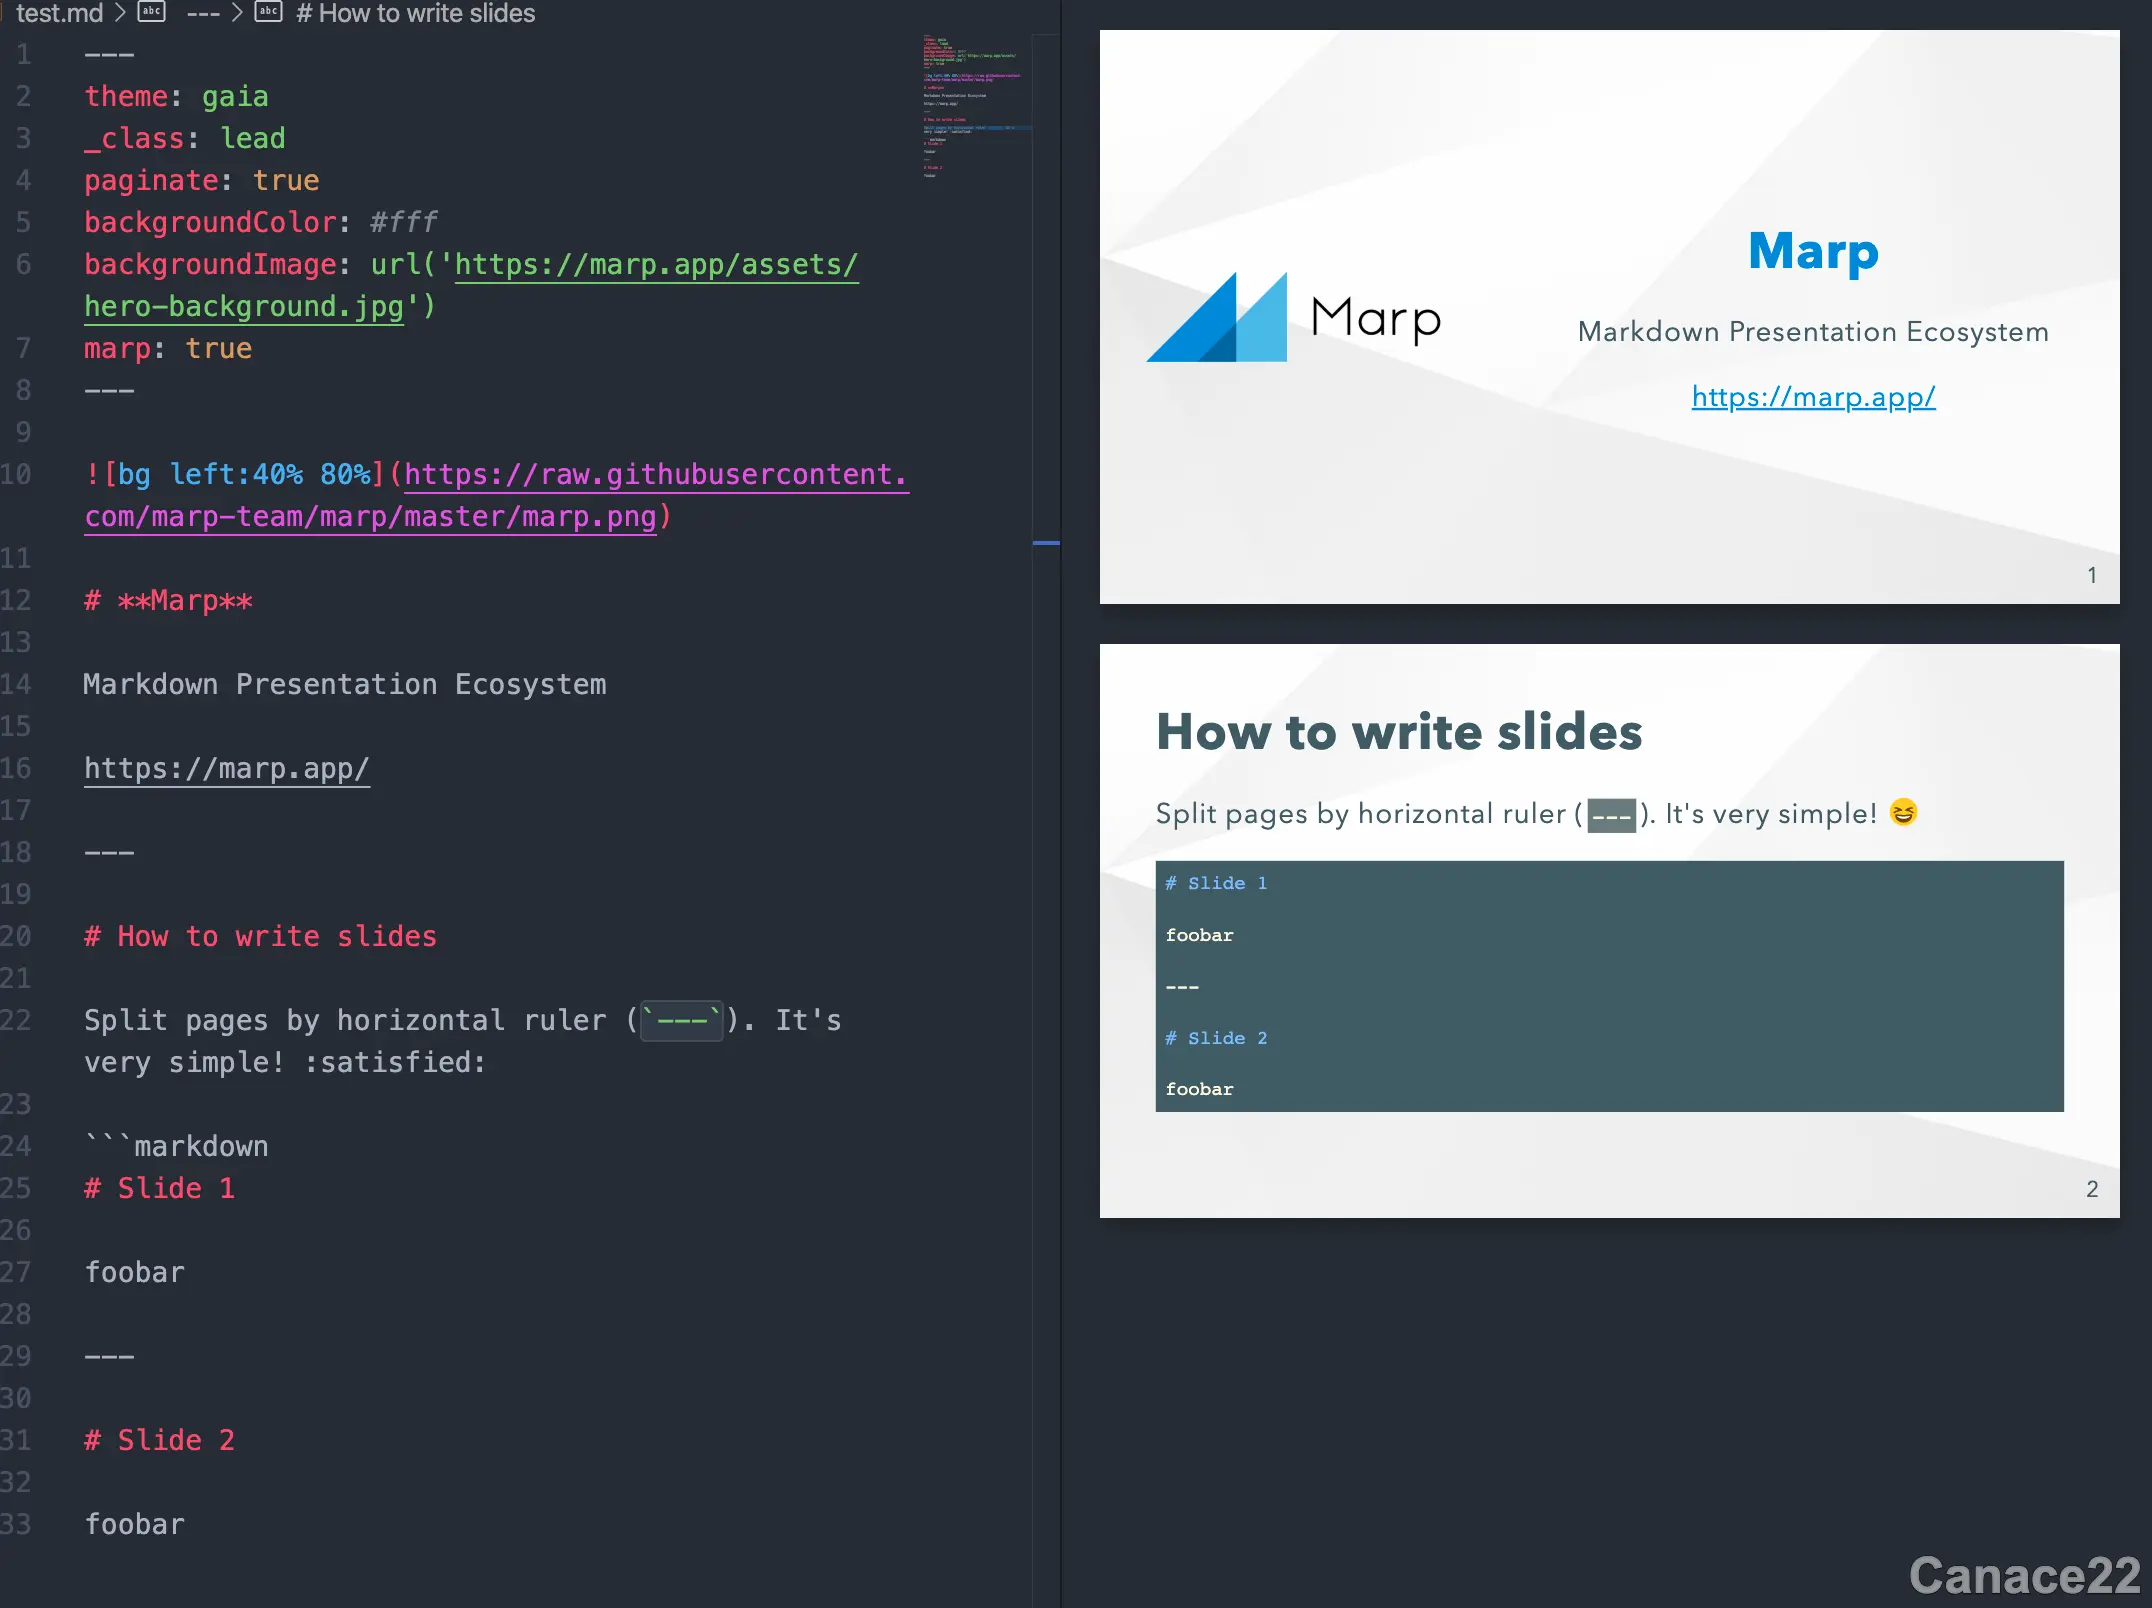 test.md > abc --- > abc # How to write slides
1 ---
2 theme: gaia
3 _class: lead
4 paginate: true
5 backgroundColor: #fff
6 backgroundImage: url('https://marp.app/assets/
hero-background.jpg')
7 marp: true
8 ---
9
10 ![bg left:40% 80%](https://raw.githubusercontent.
com/marp-team/marp/master/marp.png)
11
12 # **Marp**
13
14 Markdown Presentation Ecosystem
15
16 https://marp.app/
17
18 ---
19
20 # How to write slides
21
22 Split pages by horizontal ruler (`---`). It's
very simple! :satisfied:
23
24 ```markdown
25 # Slide 1
26
27 foobar
28
29 ---
30
31 # Slide 2
32
33 foobar
Marp
Marp
Markdown Presentation Ecosystem
https://marp.app/
1
How to write slides
Split pages by horizontal ruler (---). It's very simple! 😆
# Slide 1
foobar
---
# Slide 2
foobar
2
Canace22